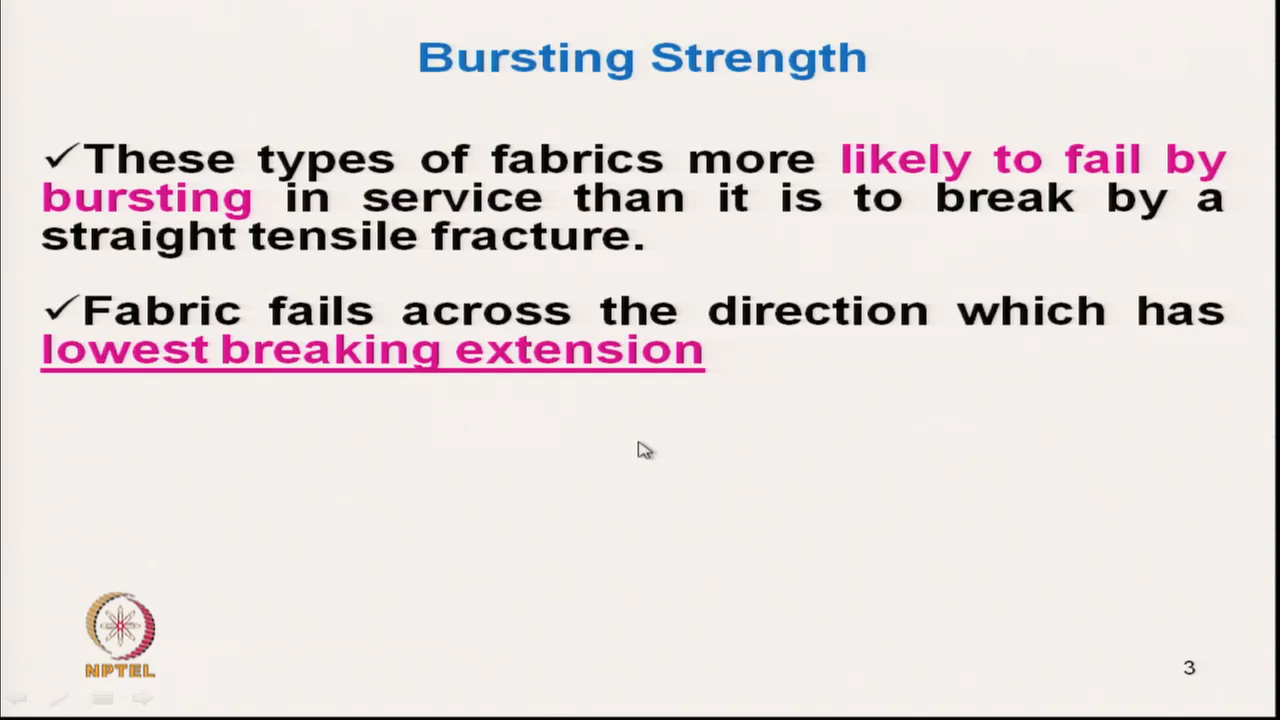 Bursting Strength
✓These types of fabrics more likely to fail by
bursting in service than it is to break by a
straight tensile fracture.
✓Fabric fails across the direction which has
lowest breaking extension
NPTEL
3